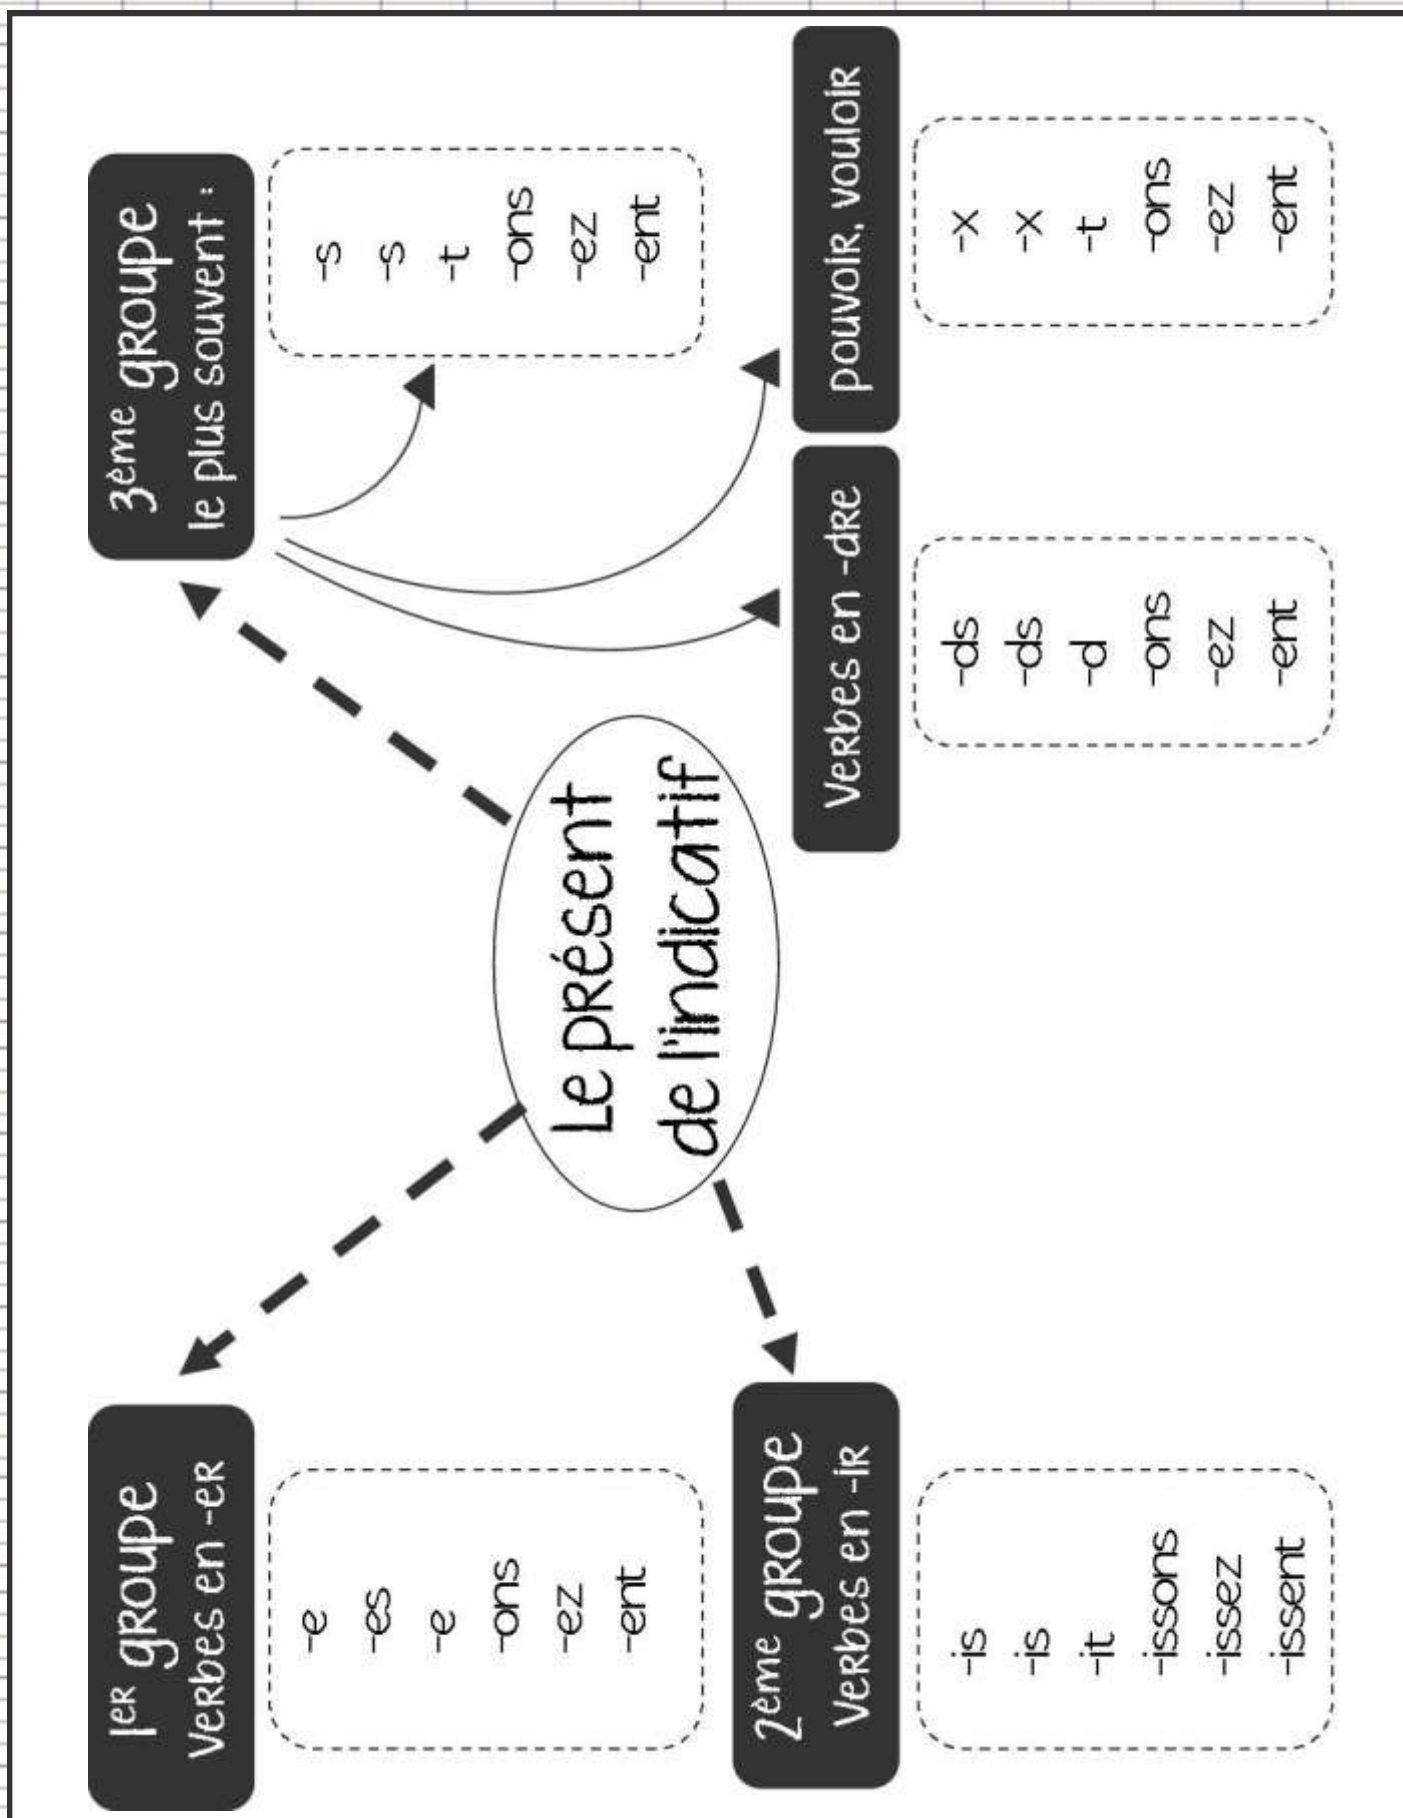 1er groupe
Verbes en -er
-e
-es
-e
-ons
-ez
-ent
2ème groupe
Verbes en -ir
-is
-is
-it
-issons
-issez
-issent
Le présent
de l'indicatif
3ème groupe
le plus souvent :
-s
-s
-t
-ons
-ez
-ent
Verbes en -dre
-ds
-ds
-d
-ons
-ez
-ent
pouvoir, vouloir
-x
-x
-t
-ons
-ez
-ent